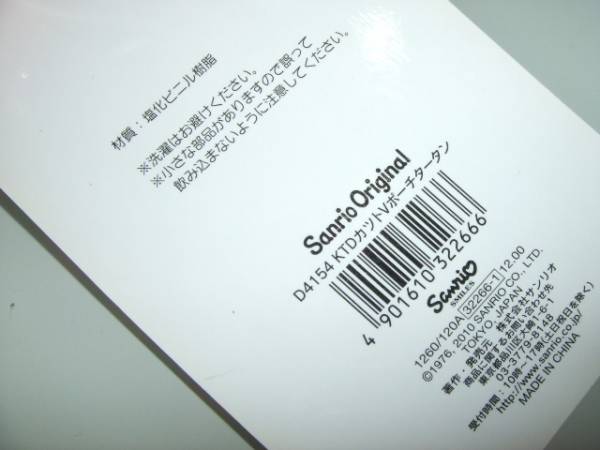 材質：塩化ビニル樹脂
※洗濯はお避けください。
※小さな部品がありますので誤って
飲み込まないように注意してください。
Sanrio Original
D4154 KTDカットVポーチタータン
4 901610 322666
Sanrio
SMILES
1260/120A 32266-1 12.00
©1976, 2010 SANRIO CO., LTD.
TOKYO, JAPAN
著作・発売元 株式会社サンリオ
商品に関するお問い合わせ先
東京都品川区大崎1-6-1
03-3779-8148
受付時間：10時～17時(土日祝日を除く)
http://www.sanrio.co.jp/
MADE IN CHINA